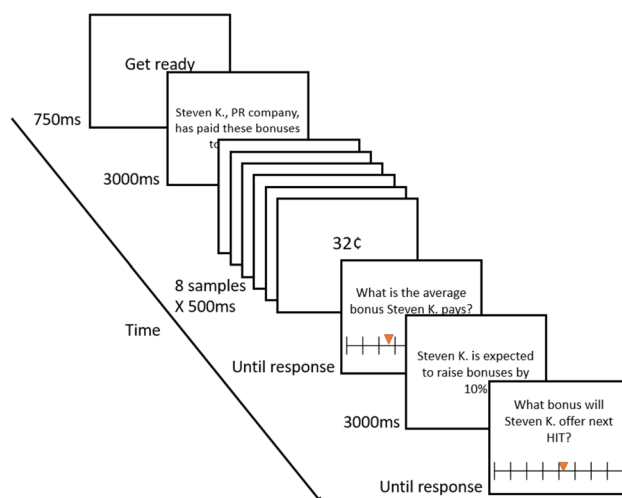 Get ready
750ms
Steven K., PR company,
has paid these bonuses
3000ms
32¢
8 samples
X 500ms
What is the average
bonus Steven K. pays?
Time
Until response
Steven K. is expected
to raise bonuses by
10%
3000ms
What bonus will
Steven K. offer next
HIT?
Until response